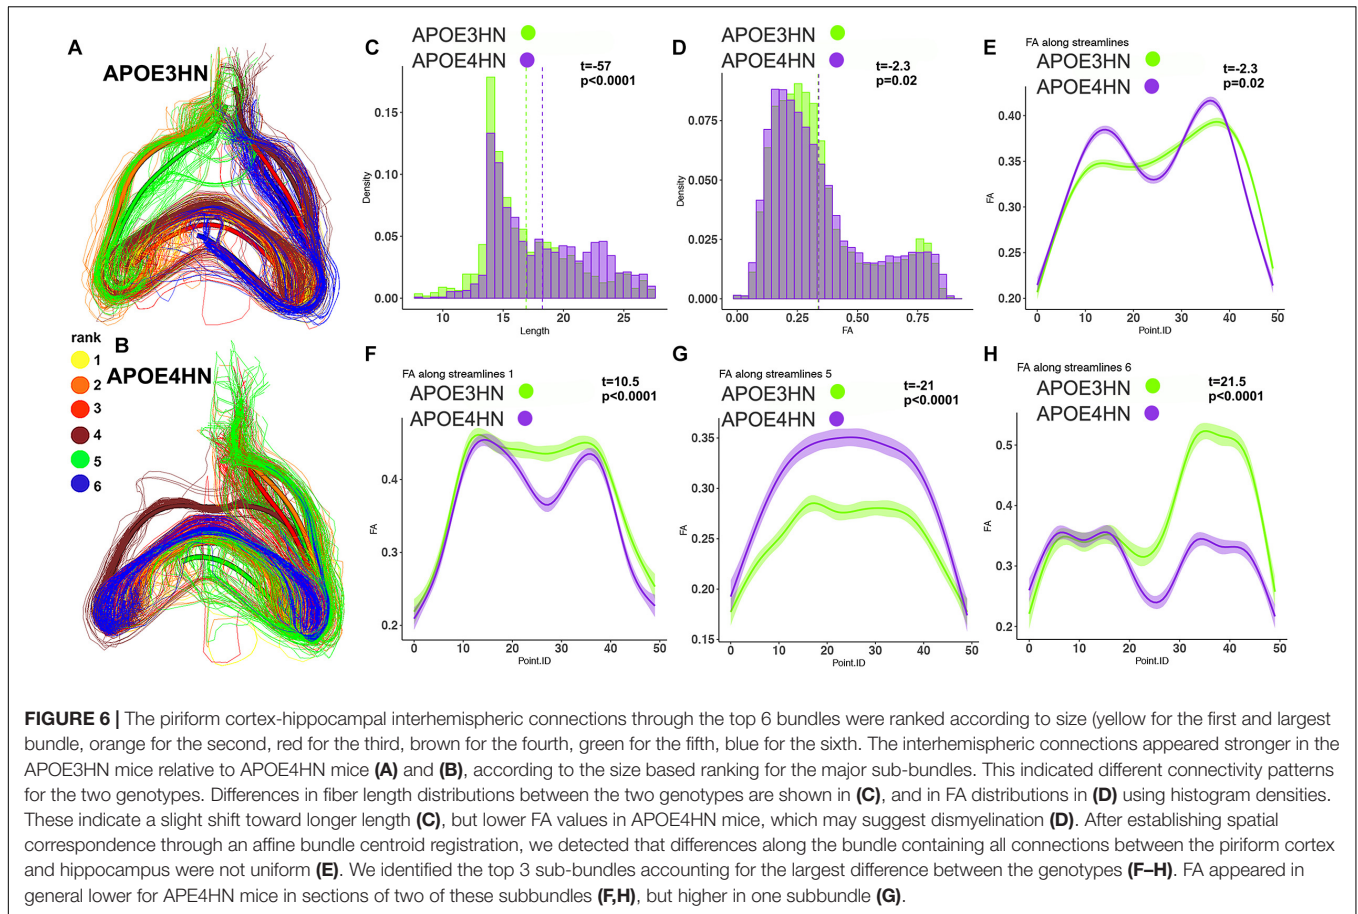 A
APOE3HN
rank
1
2
3
4
5
6
B
APOE4HN
C
APOE3HN
APOE4HN
t=-57
p<0.0001
0.15
0.10
0.05
0.00
Density
10
15
20
25
Length
D
APOE3HN
APOE4HN
t=-2.3
p=0.02
0.075
0.050
0.025
0.000
Density
0.00
0.25
0.50
0.75
FA
E
FA along streamlines
APOE3HN
APOE4HN
t=-2.3
p=0.02
0.40
0.35
0.30
0.25
0.20
FA
0
10
20
30
40
50
Point.ID
F
FA along streamlines 1
APOE3HN
APOE4HN
t=10.5
p<0.0001
0.4
0.3
0.2
FA
0
10
20
30
40
50
Point.ID
G
FA along streamlines 5
APOE3HN
APOE4HN
t=-21
p<0.0001
0.35
0.30
0.25
0.20
0.15
FA
0
10
20
30
40
50
Point.ID
H
FA along streamlines 6
APOE3HN
APOE4HN
t=21.5
p<0.0001
0.5
0.4
0.3
0.2
FA
0
10
20
30
40
50
Point.ID
FIGURE 6 | The piriform cortex-hippocampal interhemispheric connections through the top 6 bundles were ranked according to size (yellow for the first and largest
bundle, orange for the second, red for the third, brown for the fourth, green for the fifth, blue for the sixth. The interhemispheric connections appeared stronger in the
APOE3HN mice relative to APOE4HN mice (A) and (B), according to the size based ranking for the major sub-bundles. This indicated different connectivity patterns
for the two genotypes. Differences in fiber length distributions between the two genotypes are shown in (C), and in FA distributions in (D) using histogram densities.
These indicate a slight shift toward longer length (C), but lower FA values in APOE4HN mice, which may suggest dismyelination (D). After establishing spatial
correspondence through an affine bundle centroid registration, we detected that differences along the bundle containing all connections between the piriform cortex
and hippocampus were not uniform (E). We identified the top 3 sub-bundles accounting for the largest difference between the genotypes (F–H). FA appeared in
general lower for APE4HN mice in sections of two of these subbundles (F,H), but higher in one subbundle (G).